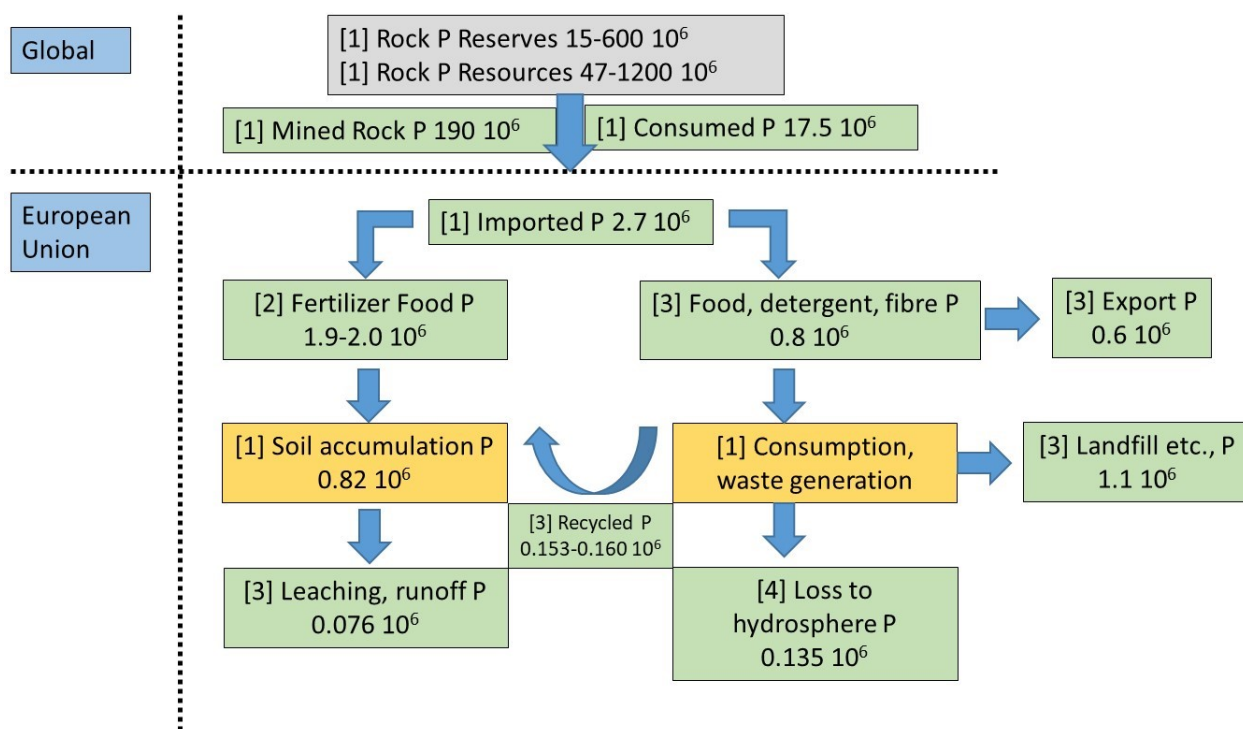 Global
[1] Rock P Reserves 15-600 10⁶
[1] Rock P Resources 47-1200 10⁶
[1] Mined Rock P 190 10⁶
[1] Consumed P 17.5 10⁶
European
Union
[1] Imported P 2.7 10⁶
[2] Fertilizer Food P
1.9-2.0 10⁶
[3] Food, detergent, fibre P
0.8 10⁶
[3] Export P
0.6 10⁶
[1] Soil accumulation P
0.82 10⁶
[1] Consumption,
waste generation
[3] Landfill etc., P
1.1 10⁶
[3] Recycled P
0.153-0.160 10⁶
[3] Leaching, runoff P
0.076 10⁶
[4] Loss to
hydrosphere P
0.135 10⁶